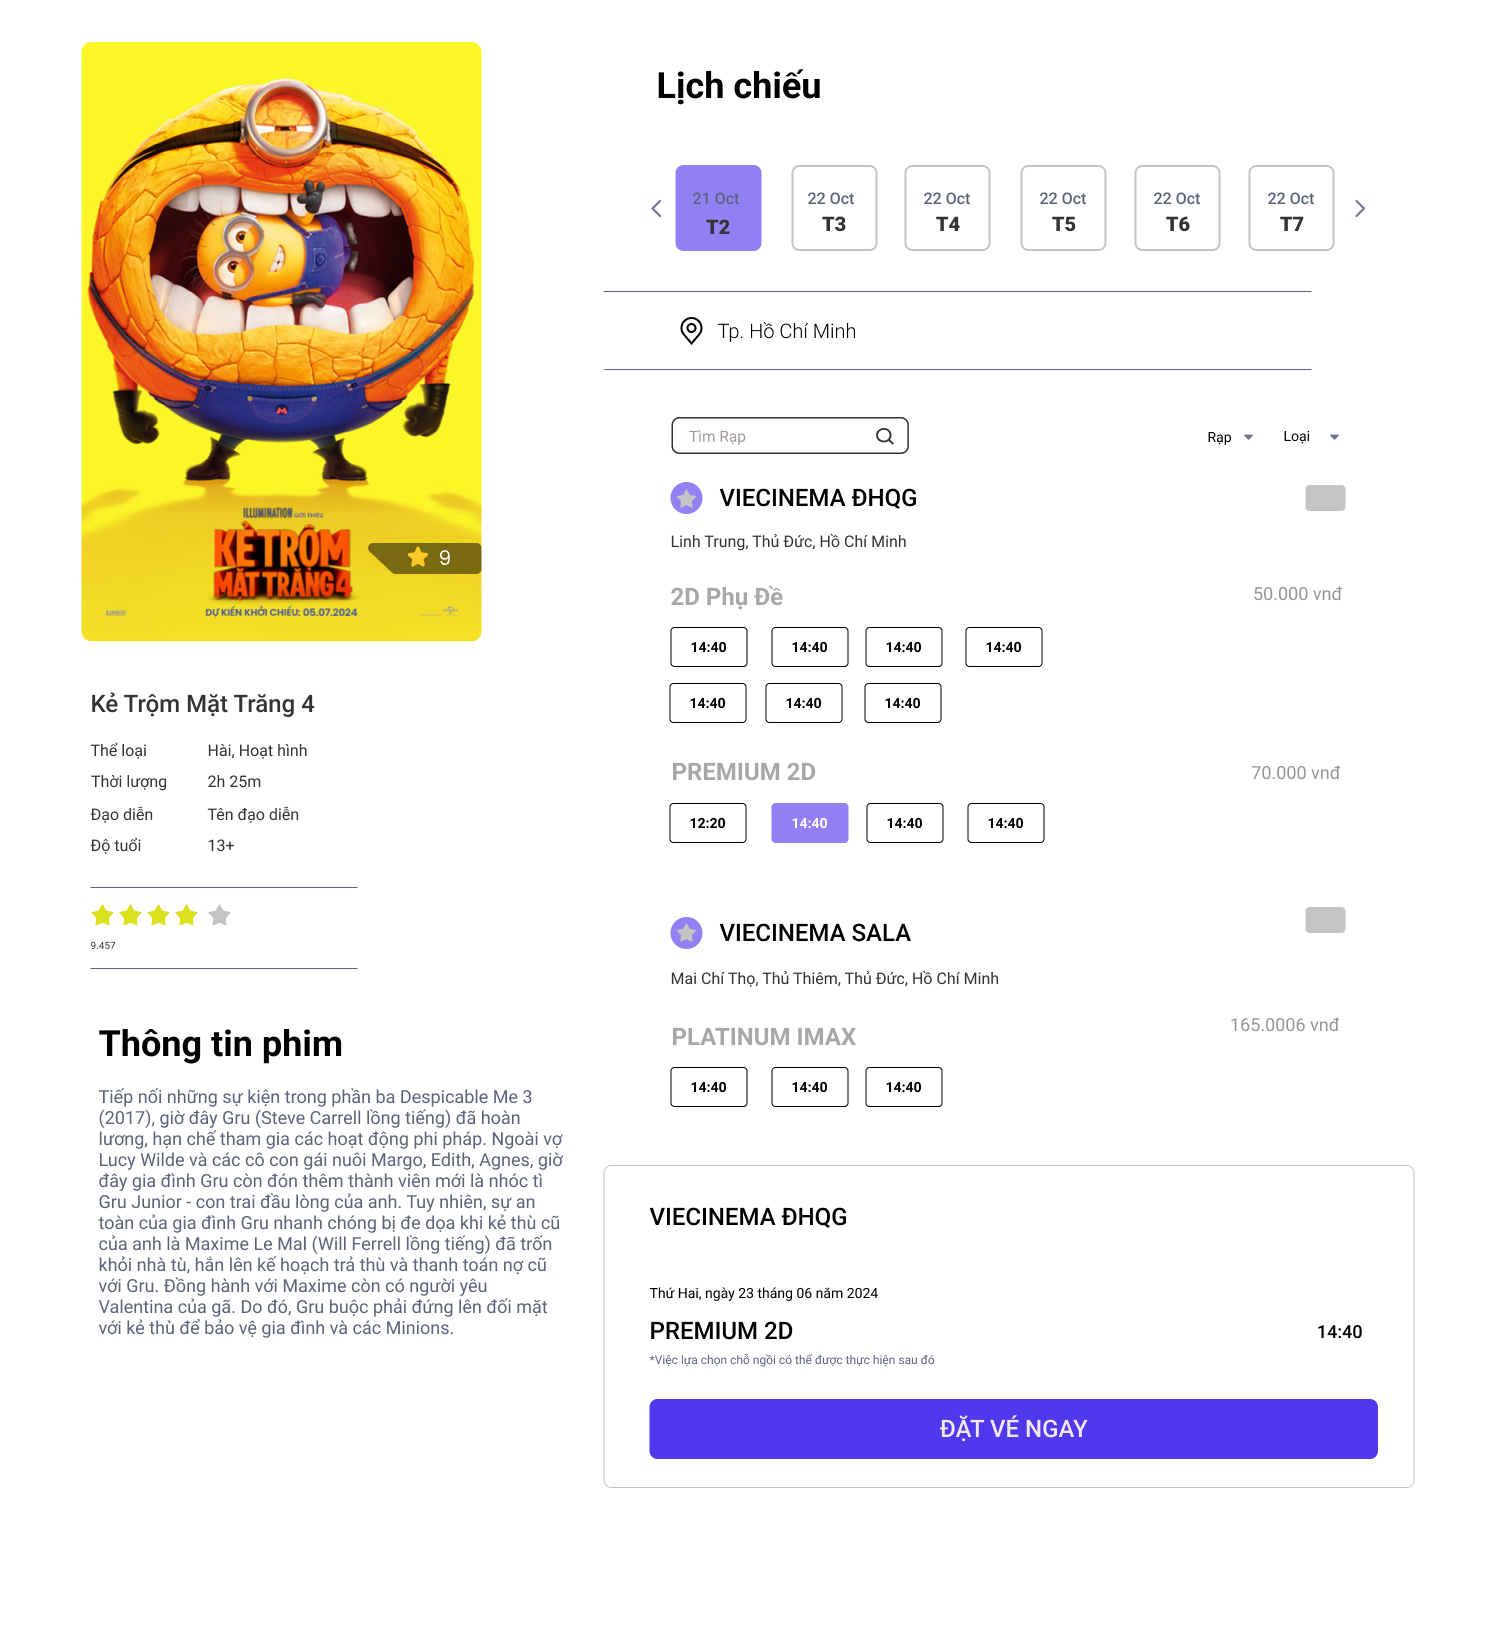 ILLUMINATION GIỚI THIỆU
KẺ TRỘM
MẶT TRĂNG 4
9
DỰ KIẾN KHỞI CHIẾU: 05.07.2024
Kẻ Trộm Mặt Trăng 4
Thể loại Hài, Hoạt hình
Thời lượng 2h 25m
Đạo diễn Tên đạo diễn
Độ tuổi 13+
9.457
Thông tin phim
Tiếp nối những sự kiện trong phần ba Despicable Me 3
(2017), giờ đây Gru (Steve Carrell lồng tiếng) đã hoàn
lương, hạn chế tham gia các hoạt động phi pháp. Ngoài vợ
Lucy Wilde và các cô con gái nuôi Margo, Edith, Agnes, giờ
đây gia đình Gru còn đón thêm thành viên mới là nhóc tì
Gru Junior - con trai đầu lòng của anh. Tuy nhiên, sự an
toàn của gia đình Gru nhanh chóng bị đe dọa khi kẻ thù cũ
của anh là Maxime Le Mal (Will Ferrell lồng tiếng) đã trốn
khỏi nhà tù, hắn lên kế hoạch trả thù và thanh toán nợ cũ
với Gru. Đồng hành với Maxime còn có người yêu
Valentina của gã. Do đó, Gru buộc phải đứng lên đối mặt
với kẻ thù để bảo vệ gia đình và các Minions.
Lịch chiếu
21 Oct 22 Oct 22 Oct 22 Oct 22 Oct 22 Oct
T2 T3 T4 T5 T6 T7
Tp. Hồ Chí Minh
Tìm Rạp Rạp Loại
VIECINEMA ĐHQG
Linh Trung, Thủ Đức, Hồ Chí Minh
2D Phụ Đề 50.000 vnđ
14:40 14:40 14:40 14:40
14:40 14:40 14:40
PREMIUM 2D 70.000 vnđ
12:20 14:40 14:40 14:40
VIECINEMA SALA
Mai Chí Thọ, Thủ Thiêm, Thủ Đức, Hồ Chí Minh
PLATINUM IMAX 165.0006 vnđ
14:40 14:40 14:40
VIECINEMA ĐHQG
Thứ Hai, ngày 23 tháng 06 năm 2024
PREMIUM 2D 14:40
*Việc lựa chọn chỗ ngồi có thể được thực hiện sau đó
ĐẶT VÉ NGAY